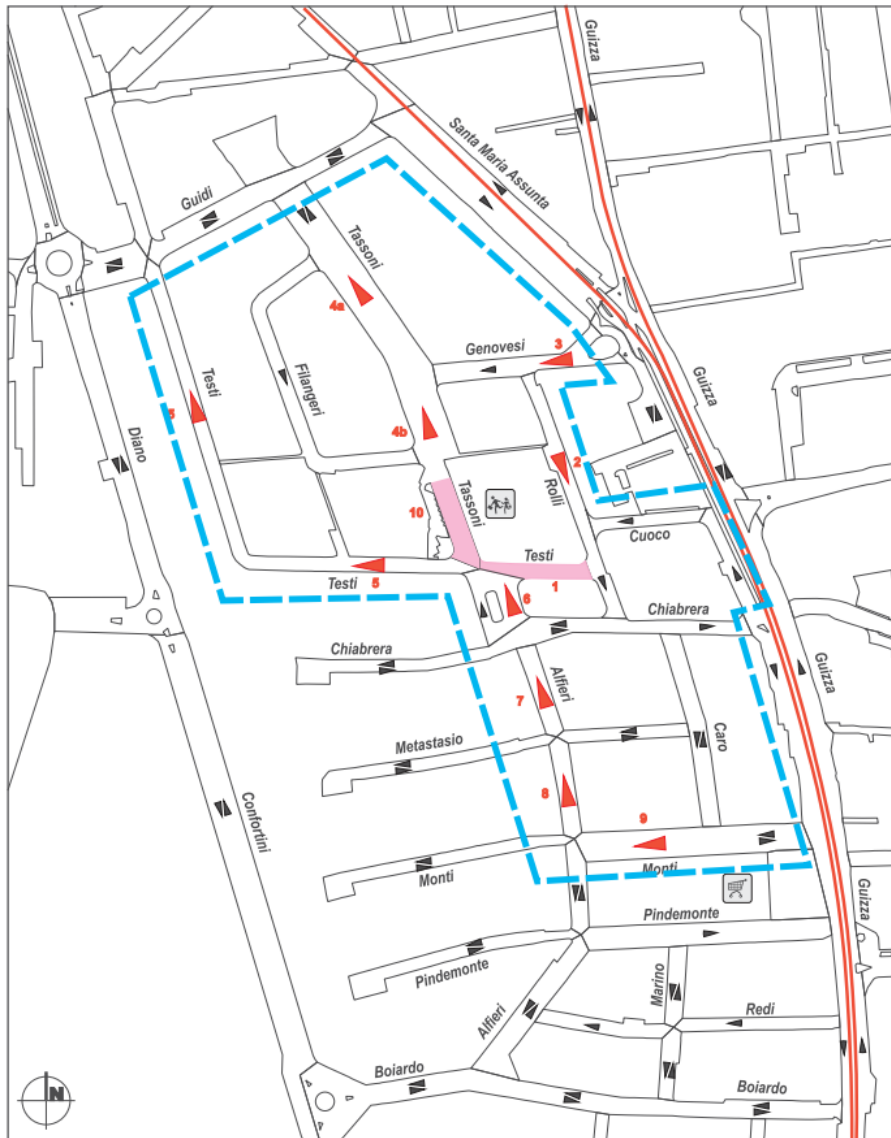 Guizza
Santa Maria Assunta
Guidi
Tassoni
4a
Genovesi
3
Guizza
Filangeri
Testi
Diano
4b
2
Rolli
Tassoni
10
Cuoco
Testi
Testi
5
1
6
Chiabrera
Chiabrera
Guizza
Alfieri
7
Metastasio
Caro
8
9
Confortini
Monti
Monti
Guizza
Pindemonte
Pindemonte
Marino
Alfieri
Redi
Boiardo
Boiardo
N